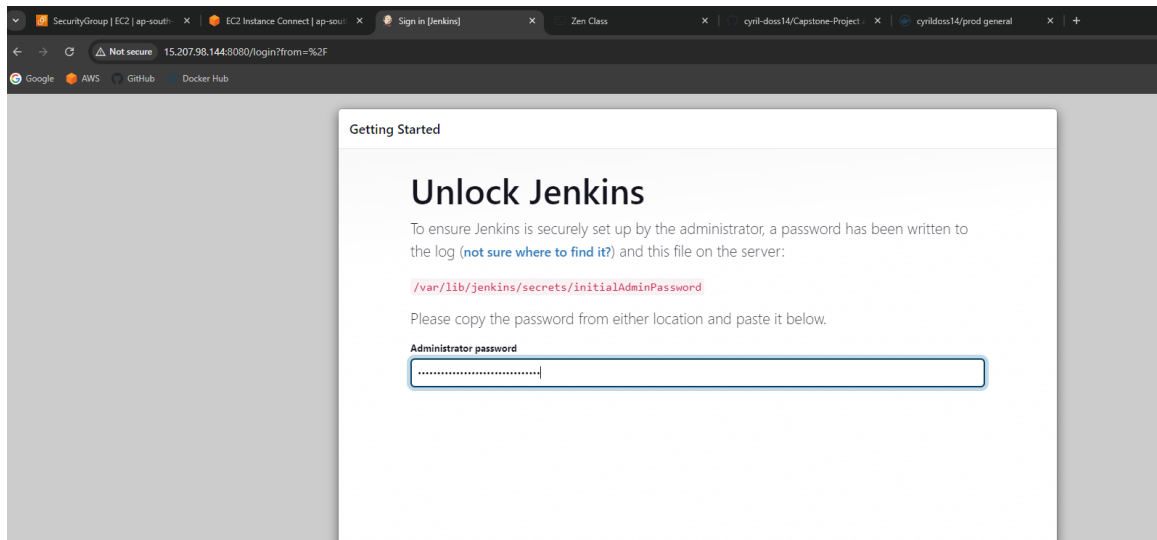 SecurityGroup | EC2 | ap-south-
EC2 Instance Connect | ap-sout
Sign in [Jenkins]
Zen Class
cyril-doss14/Capstone-Project
cyrildoss14/prod general
Not secure 15.207.98.144:8080/login?from=%2F
Google AWS GitHub Docker Hub
Getting Started
Unlock Jenkins
To ensure Jenkins is securely set up by the administrator, a password has been written to
the log (not sure where to find it?) and this file on the server:
/var/lib/jenkins/secrets/initialAdminPassword
Please copy the password from either location and paste it below.
Administrator password